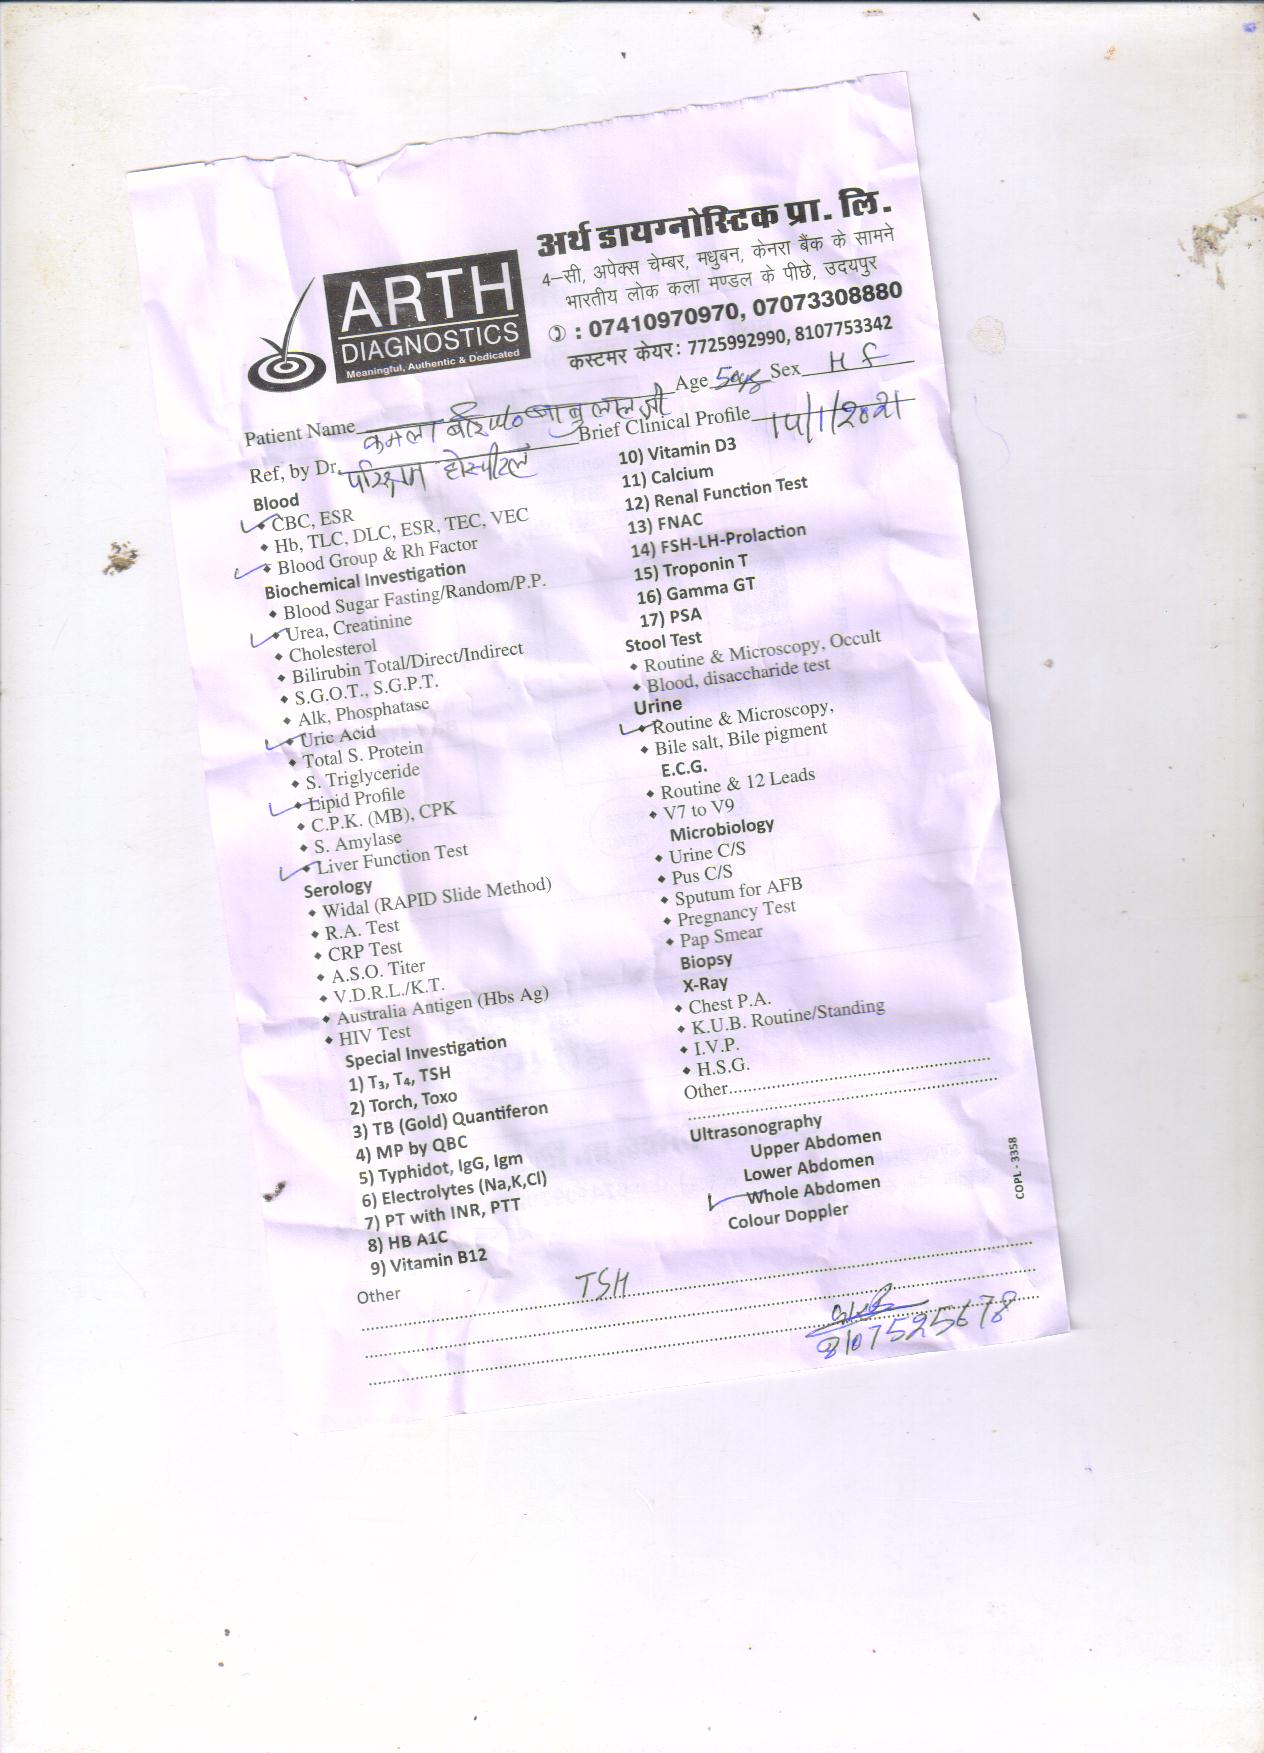 अर्थ डायग्नोस्टिक प्रा. लि.
4-सी, अपेक्स चेम्बर, मधुबन, केनरा बैंक के सामने
भारतीय लोक कला मण्डल के पीछे, उदयपुर
: 07410970970, 07073308880
कस्टमर केयर: 7725992990, 8107753342
ARTH
DIAGNOSTICS
Meaningful, Authentic & Dedicated
Patient Name कमला Age Sex F
Ref, by Dr. होस्पीटल Brief Clinical Profile 14/1/2021
Blood
CBC, ESR
Hb, TLC, DLC, ESR, TEC, VEC
Blood Group & Rh Factor
Biochemical Investigation
Blood Sugar Fasting/Random/P.P.
Urea, Creatinine
Cholesterol
Bilirubin Total/Direct/Indirect
S.G.O.T., S.G.P.T.
Alk, Phosphatase
Uric Acid
Total S. Protein
S. Triglyceride
Lipid Profile
C.P.K. (MB), CPK
S. Amylase
Liver Function Test
Serology
Widal (RAPID Slide Method)
R.A. Test
CRP Test
A.S.O. Titer
V.D.R.L./K.T.
Australia Antigen (Hbs Ag)
HIV Test
Special Investigation
1) T₃, T₄, TSH
2) Torch, Toxo
3) TB (Gold) Quantiferon
4) MP by QBC
5) Typhidot, IgG, Igm
6) Electrolytes (Na,K,Cl)
7) PT with INR, PTT
8) HB A1C
9) Vitamin B12
10) Vitamin D3
11) Calcium
12) Renal Function Test
13) FNAC
14) FSH-LH-Prolaction
15) Troponin T
16) Gamma GT
17) PSA
Stool Test
Routine & Microscopy, Occult
Blood, disaccharide test
Urine
Routine & Microscopy,
Bile salt, Bile pigment
E.C.G.
Routine & 12 Leads
V7 to V9
Microbiology
Urine C/S
Pus C/S
Sputum for AFB
Pregnancy Test
Pap Smear
Biopsy
X-Ray
Chest P.A.
K.U.B. Routine/Standing
I.V.P.
H.S.G.
Other
Ultrasonography
Upper Abdomen
Lower Abdomen
Whole Abdomen
Colour Doppler
COPL - 3358
Other TSH
8107525678